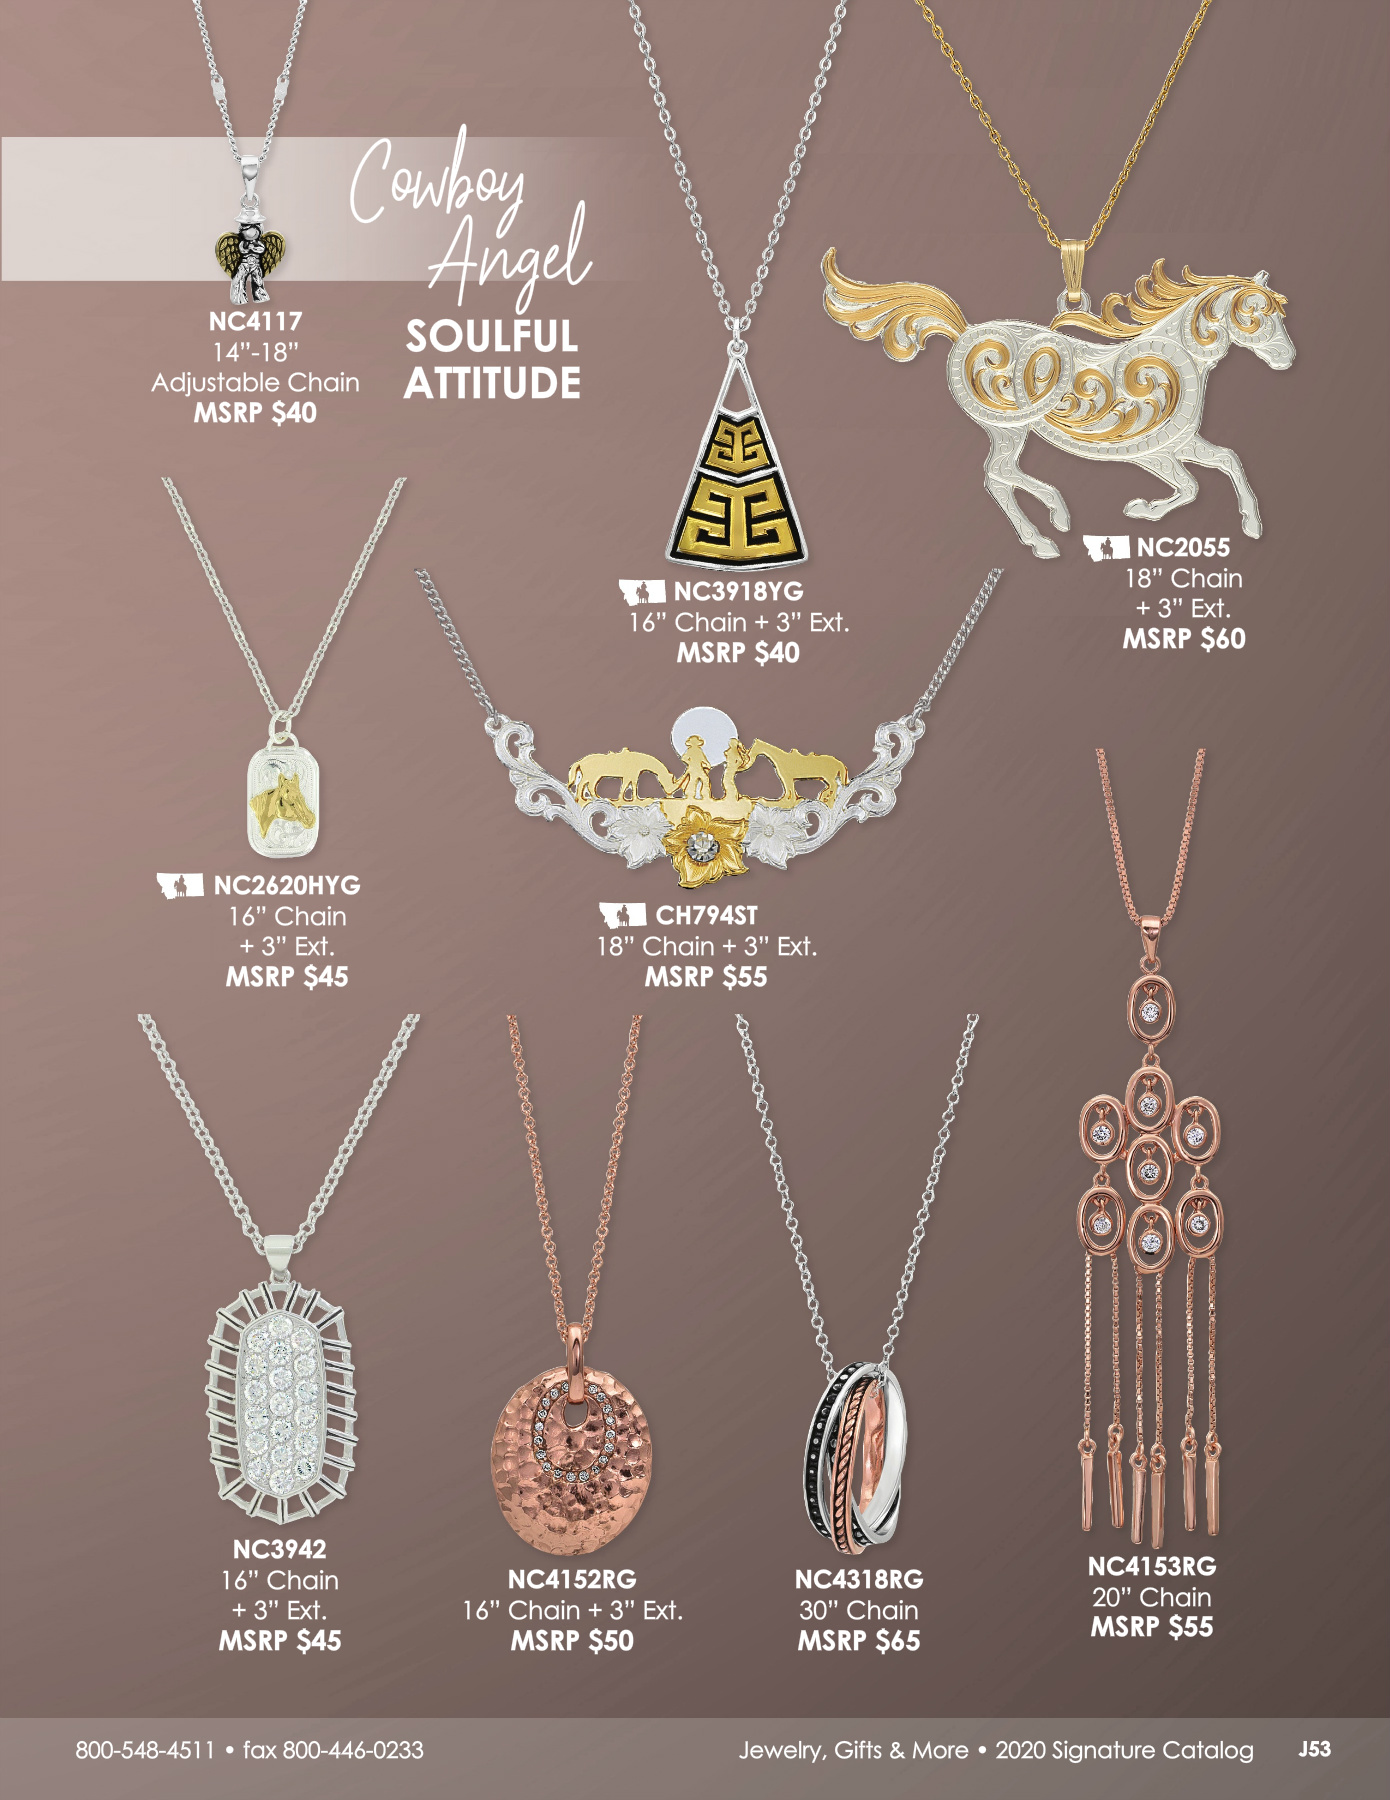 Cowboy
Angel
SOULFUL
ATTITUDE
NC4117
14”-18”
Adjustable Chain
MSRP $40
NC3918YG
16” Chain + 3” Ext.
MSRP $40
NC2055
18” Chain
+ 3” Ext.
MSRP $60
NC2620HYG
16” Chain
+ 3” Ext.
MSRP $45
CH794ST
18” Chain + 3” Ext.
MSRP $55
NC3942
16” Chain
+ 3” Ext.
MSRP $45
NC4152RG
16” Chain + 3” Ext.
MSRP $50
NC4318RG
30” Chain
MSRP $65
NC4153RG
20” Chain
MSRP $55
800-548-4511 • fax 800-446-0233
Jewelry, Gifts & More • 2020 Signature Catalog J53